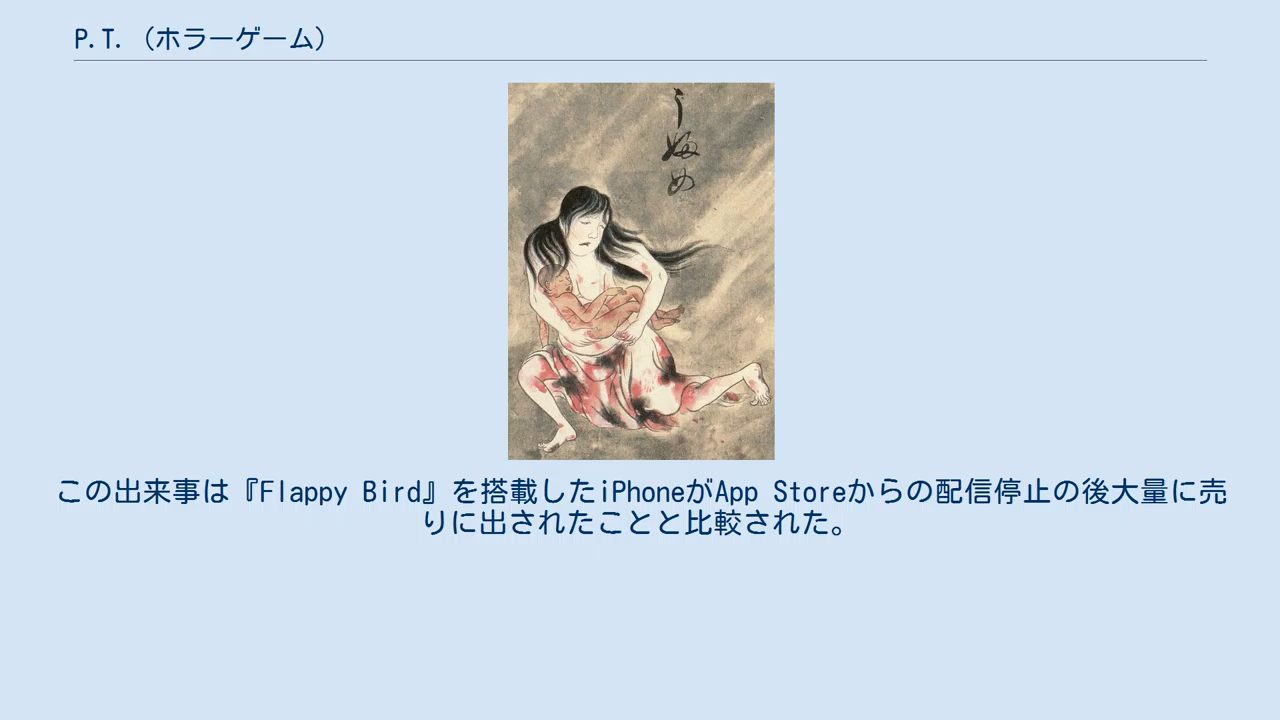 P.T.（ホラーゲーム）
うぶめ
この出来事は『Flappy Bird』を搭載したiPhoneがApp Storeからの配信停止の後大量に売
りに出されたことと比較された。